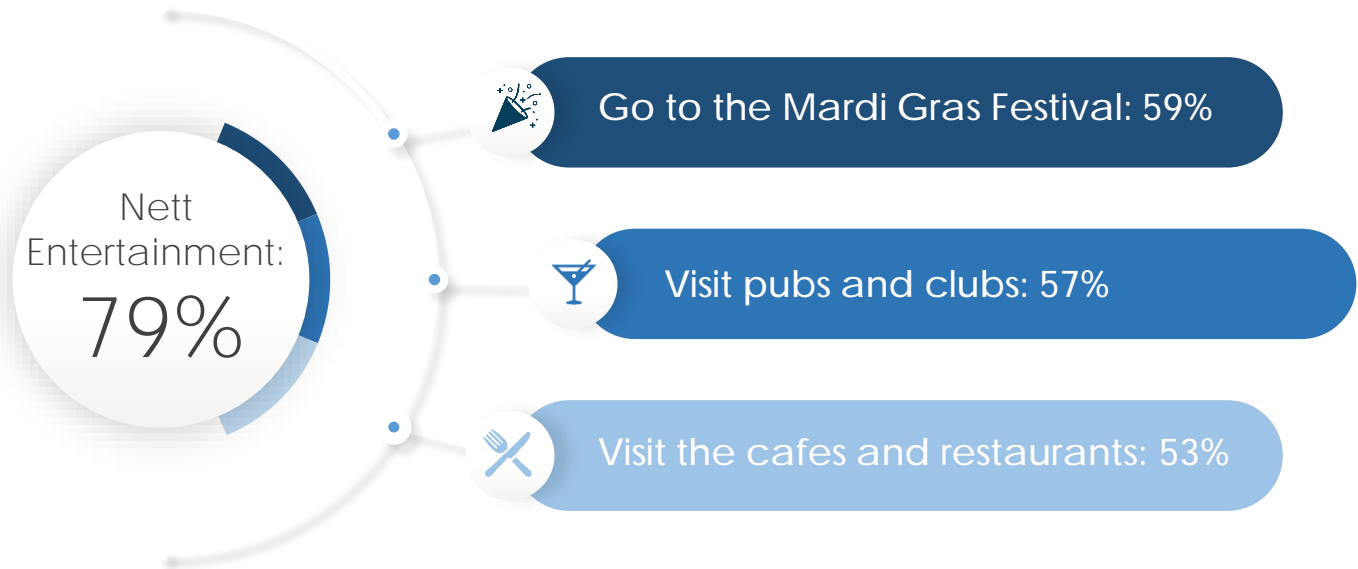 Nett
Entertainment:
79%
Go to the Mardi Gras Festival: 59%
Visit pubs and clubs: 57%
Visit the cafes and restaurants: 53%